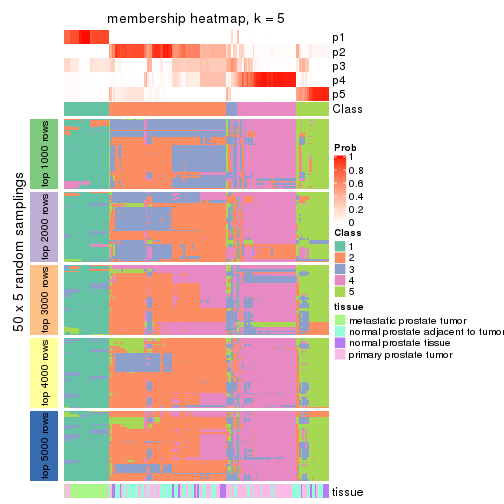 membership heatmap, k = 5
p1
p2
p3
p4
p5
Class
50 x 5 random samplings
top 1000 rows
top 2000 rows
top 3000 rows
top 4000 rows
top 5000 rows
tissue
Prob
1
0.8
0.6
0.4
0.2
0
Class
1
2
3
4
5
tissue
metastatic prostate tumor
normal prostate adjacent to tumor
normal prostate tissue
primary prostate tumor